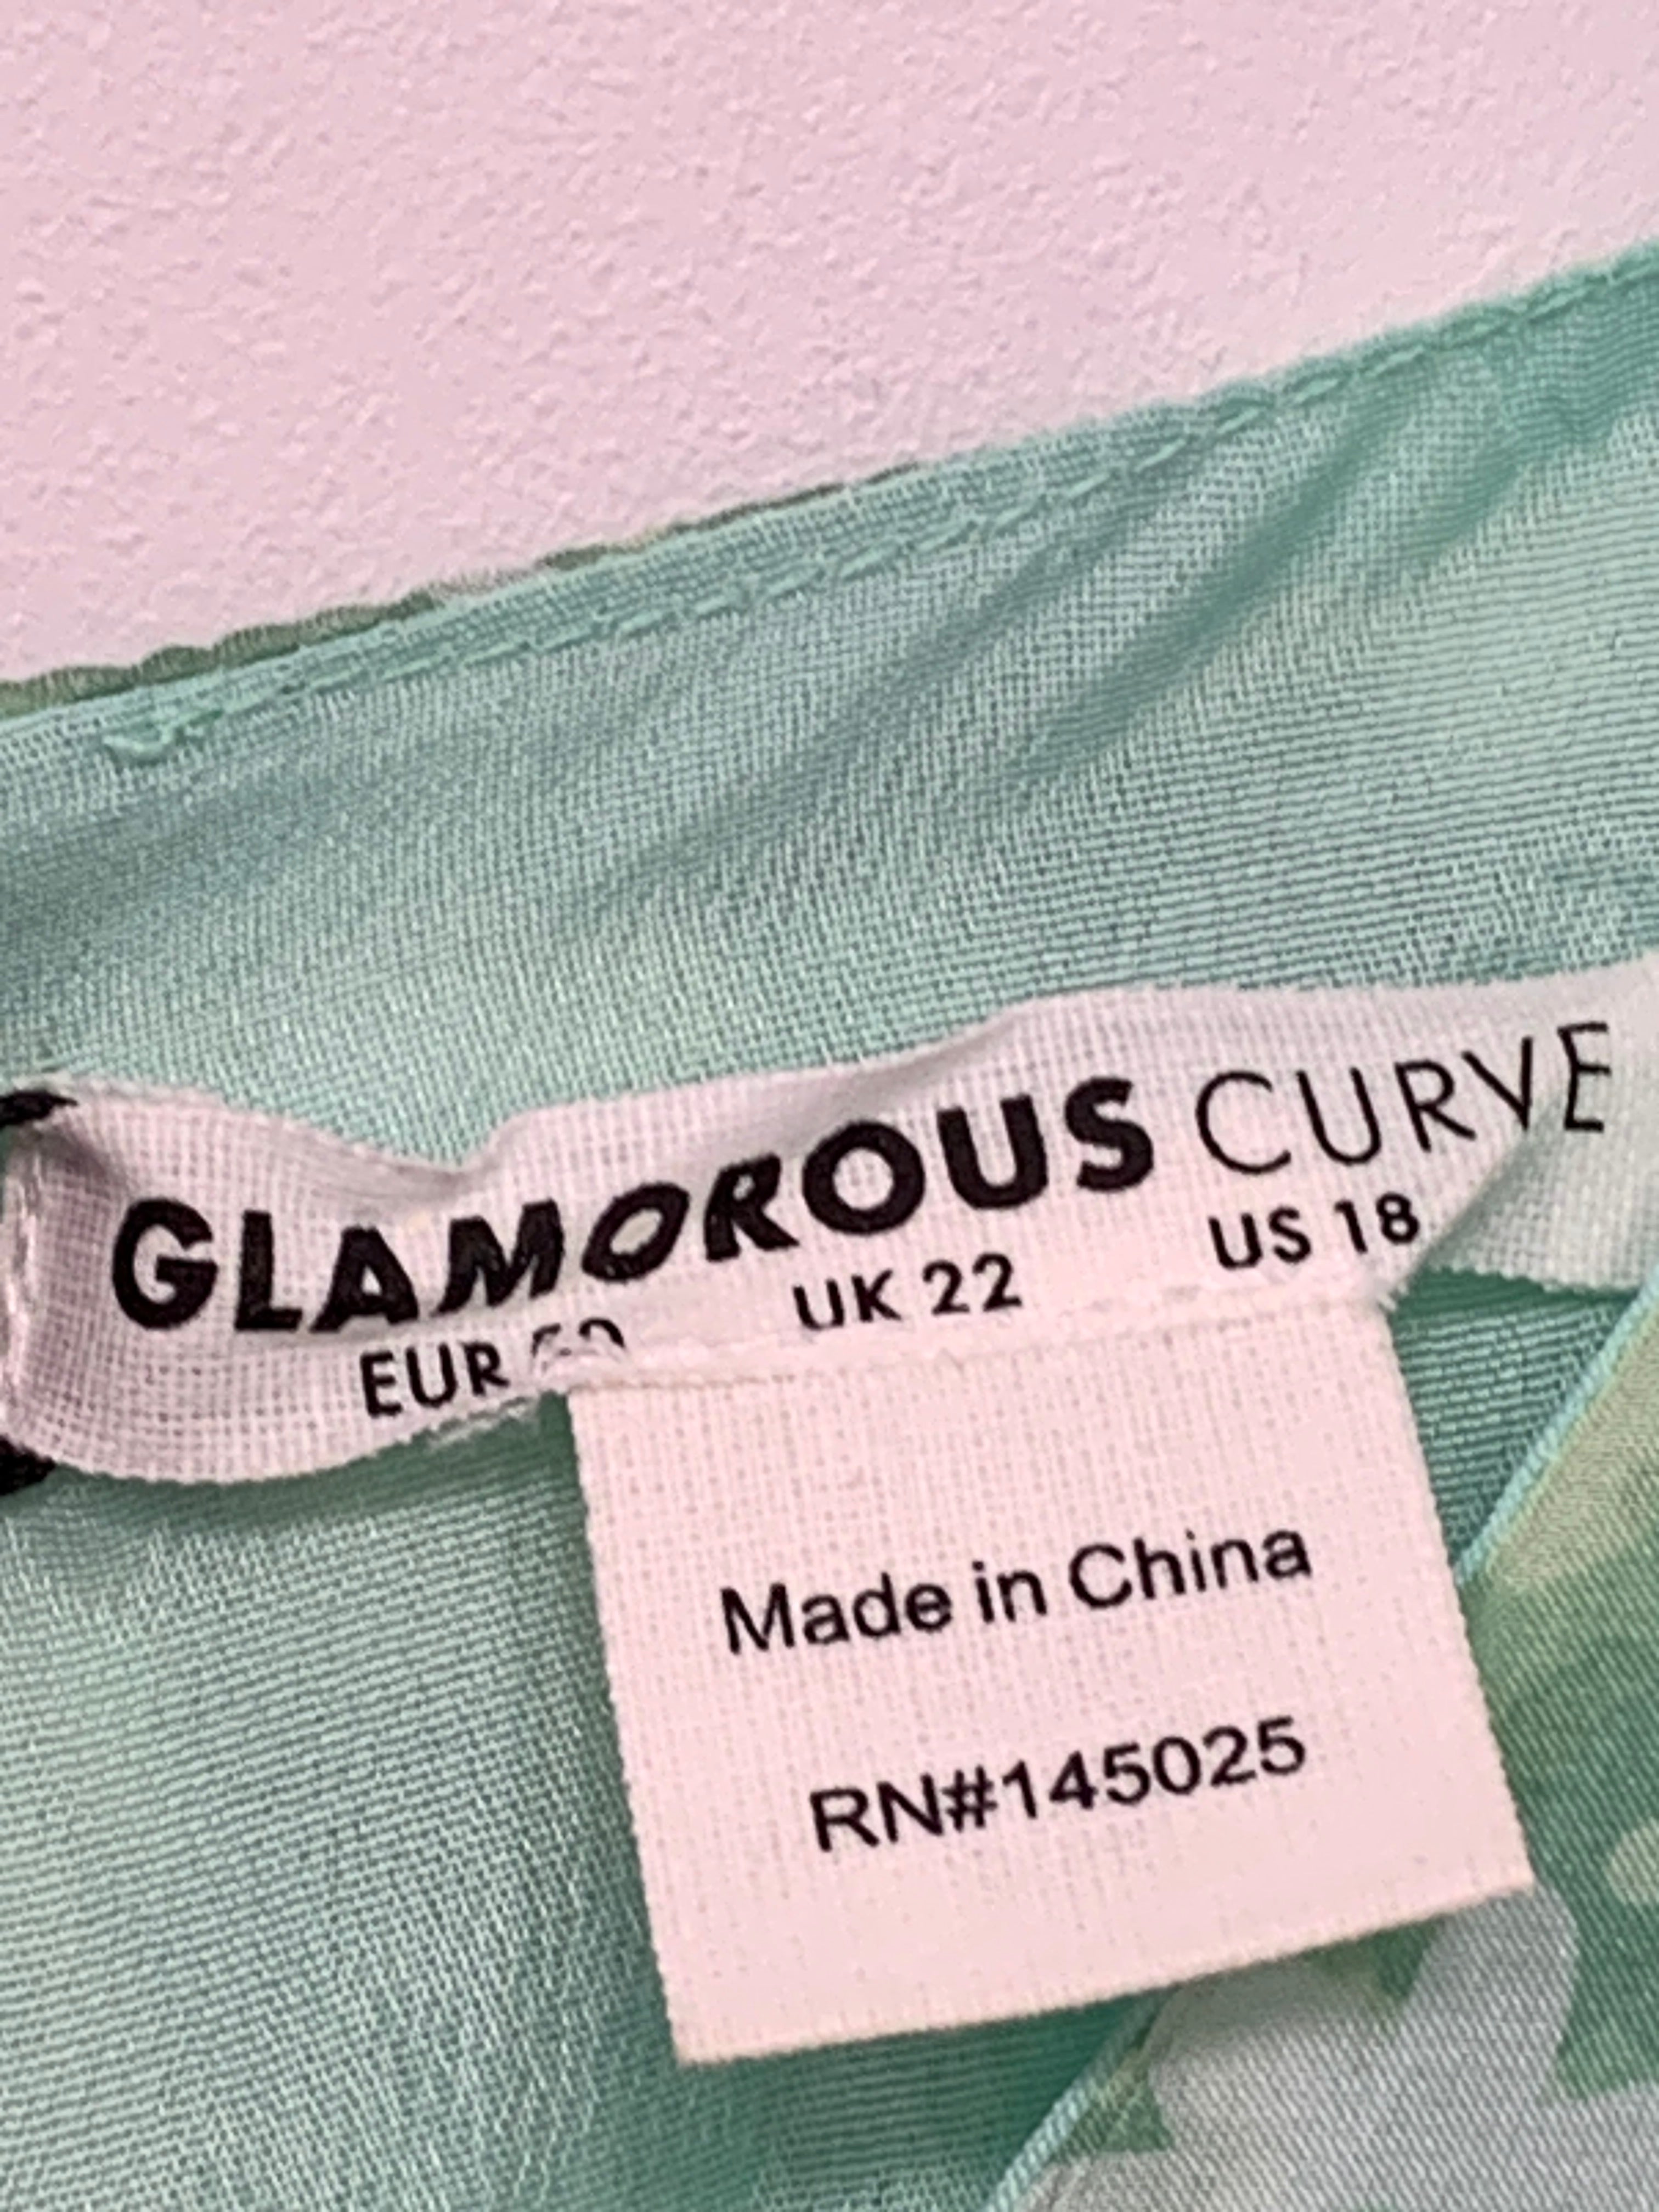 GLAMOROUS CURVE
EUR UK 22 US 18
Made in China
RN#145025